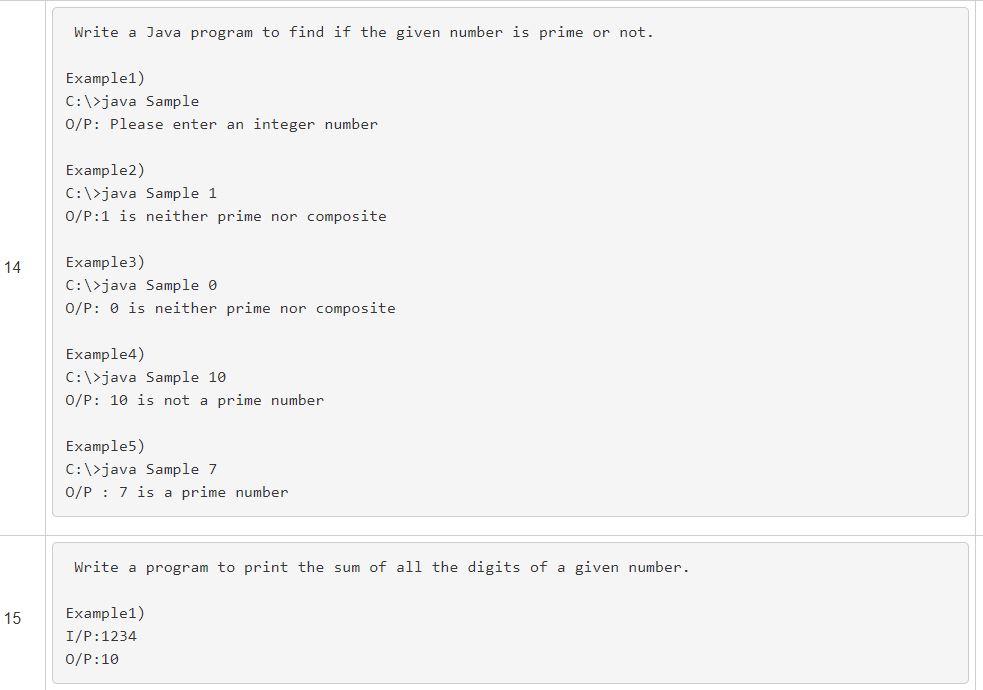 14
Write a Java program to find if the given number is prime or not.
Example1)
C:\>java Sample
O/P: Please enter an integer number
Example2)
C:\>java Sample 1
O/P:1 is neither prime nor composite
Example3)
C:\>java Sample 0
O/P: 0 is neither prime nor composite
Example4)
C:\>java Sample 10
O/P: 10 is not a prime number
Example5)
C:\>java Sample 7
O/P : 7 is a prime number
15
Write a program to print the sum of all the digits of a given number.
Example1)
I/P:1234
O/P:10